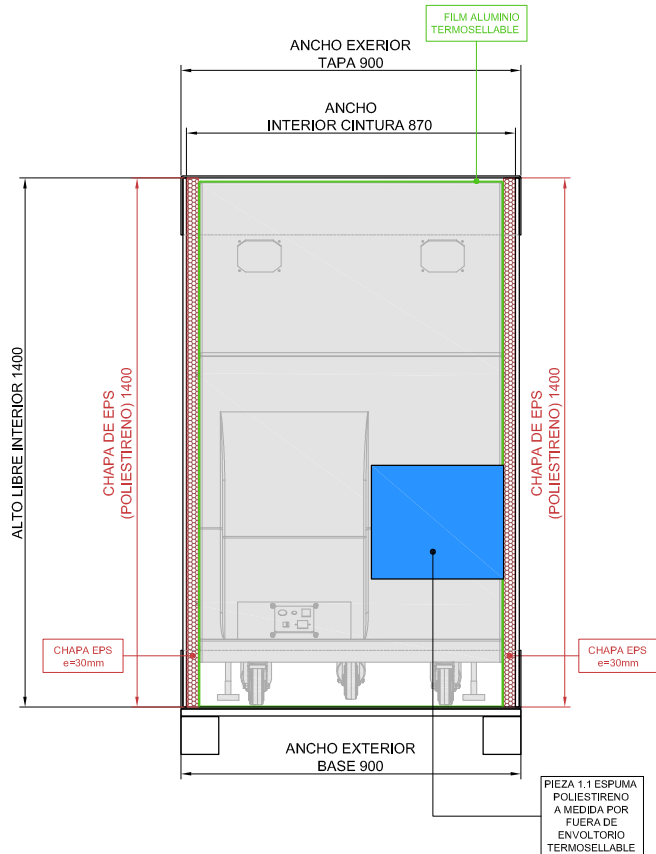 FILM ALUMINIO
TERMOSELLABLE
ANCHO EXERIOR
TAPA 900
ANCHO
INTERIOR CINTURA 870
ALTO LIBRE INTERIOR 1400
CHAPA DE EPS
(POLIESTIRENO) 1400
CHAPA DE EPS
(POLIESTIRENO) 1400
CHAPA EPS
e=30mm
CHAPA EPS
e=30mm
ANCHO EXTERIOR
BASE 900
PIEZA 1.1 ESPUMA
POLIESTIRENO
A MEDIDA POR
FUERA DE
ENVOLTORIO
TERMOSELLABLE